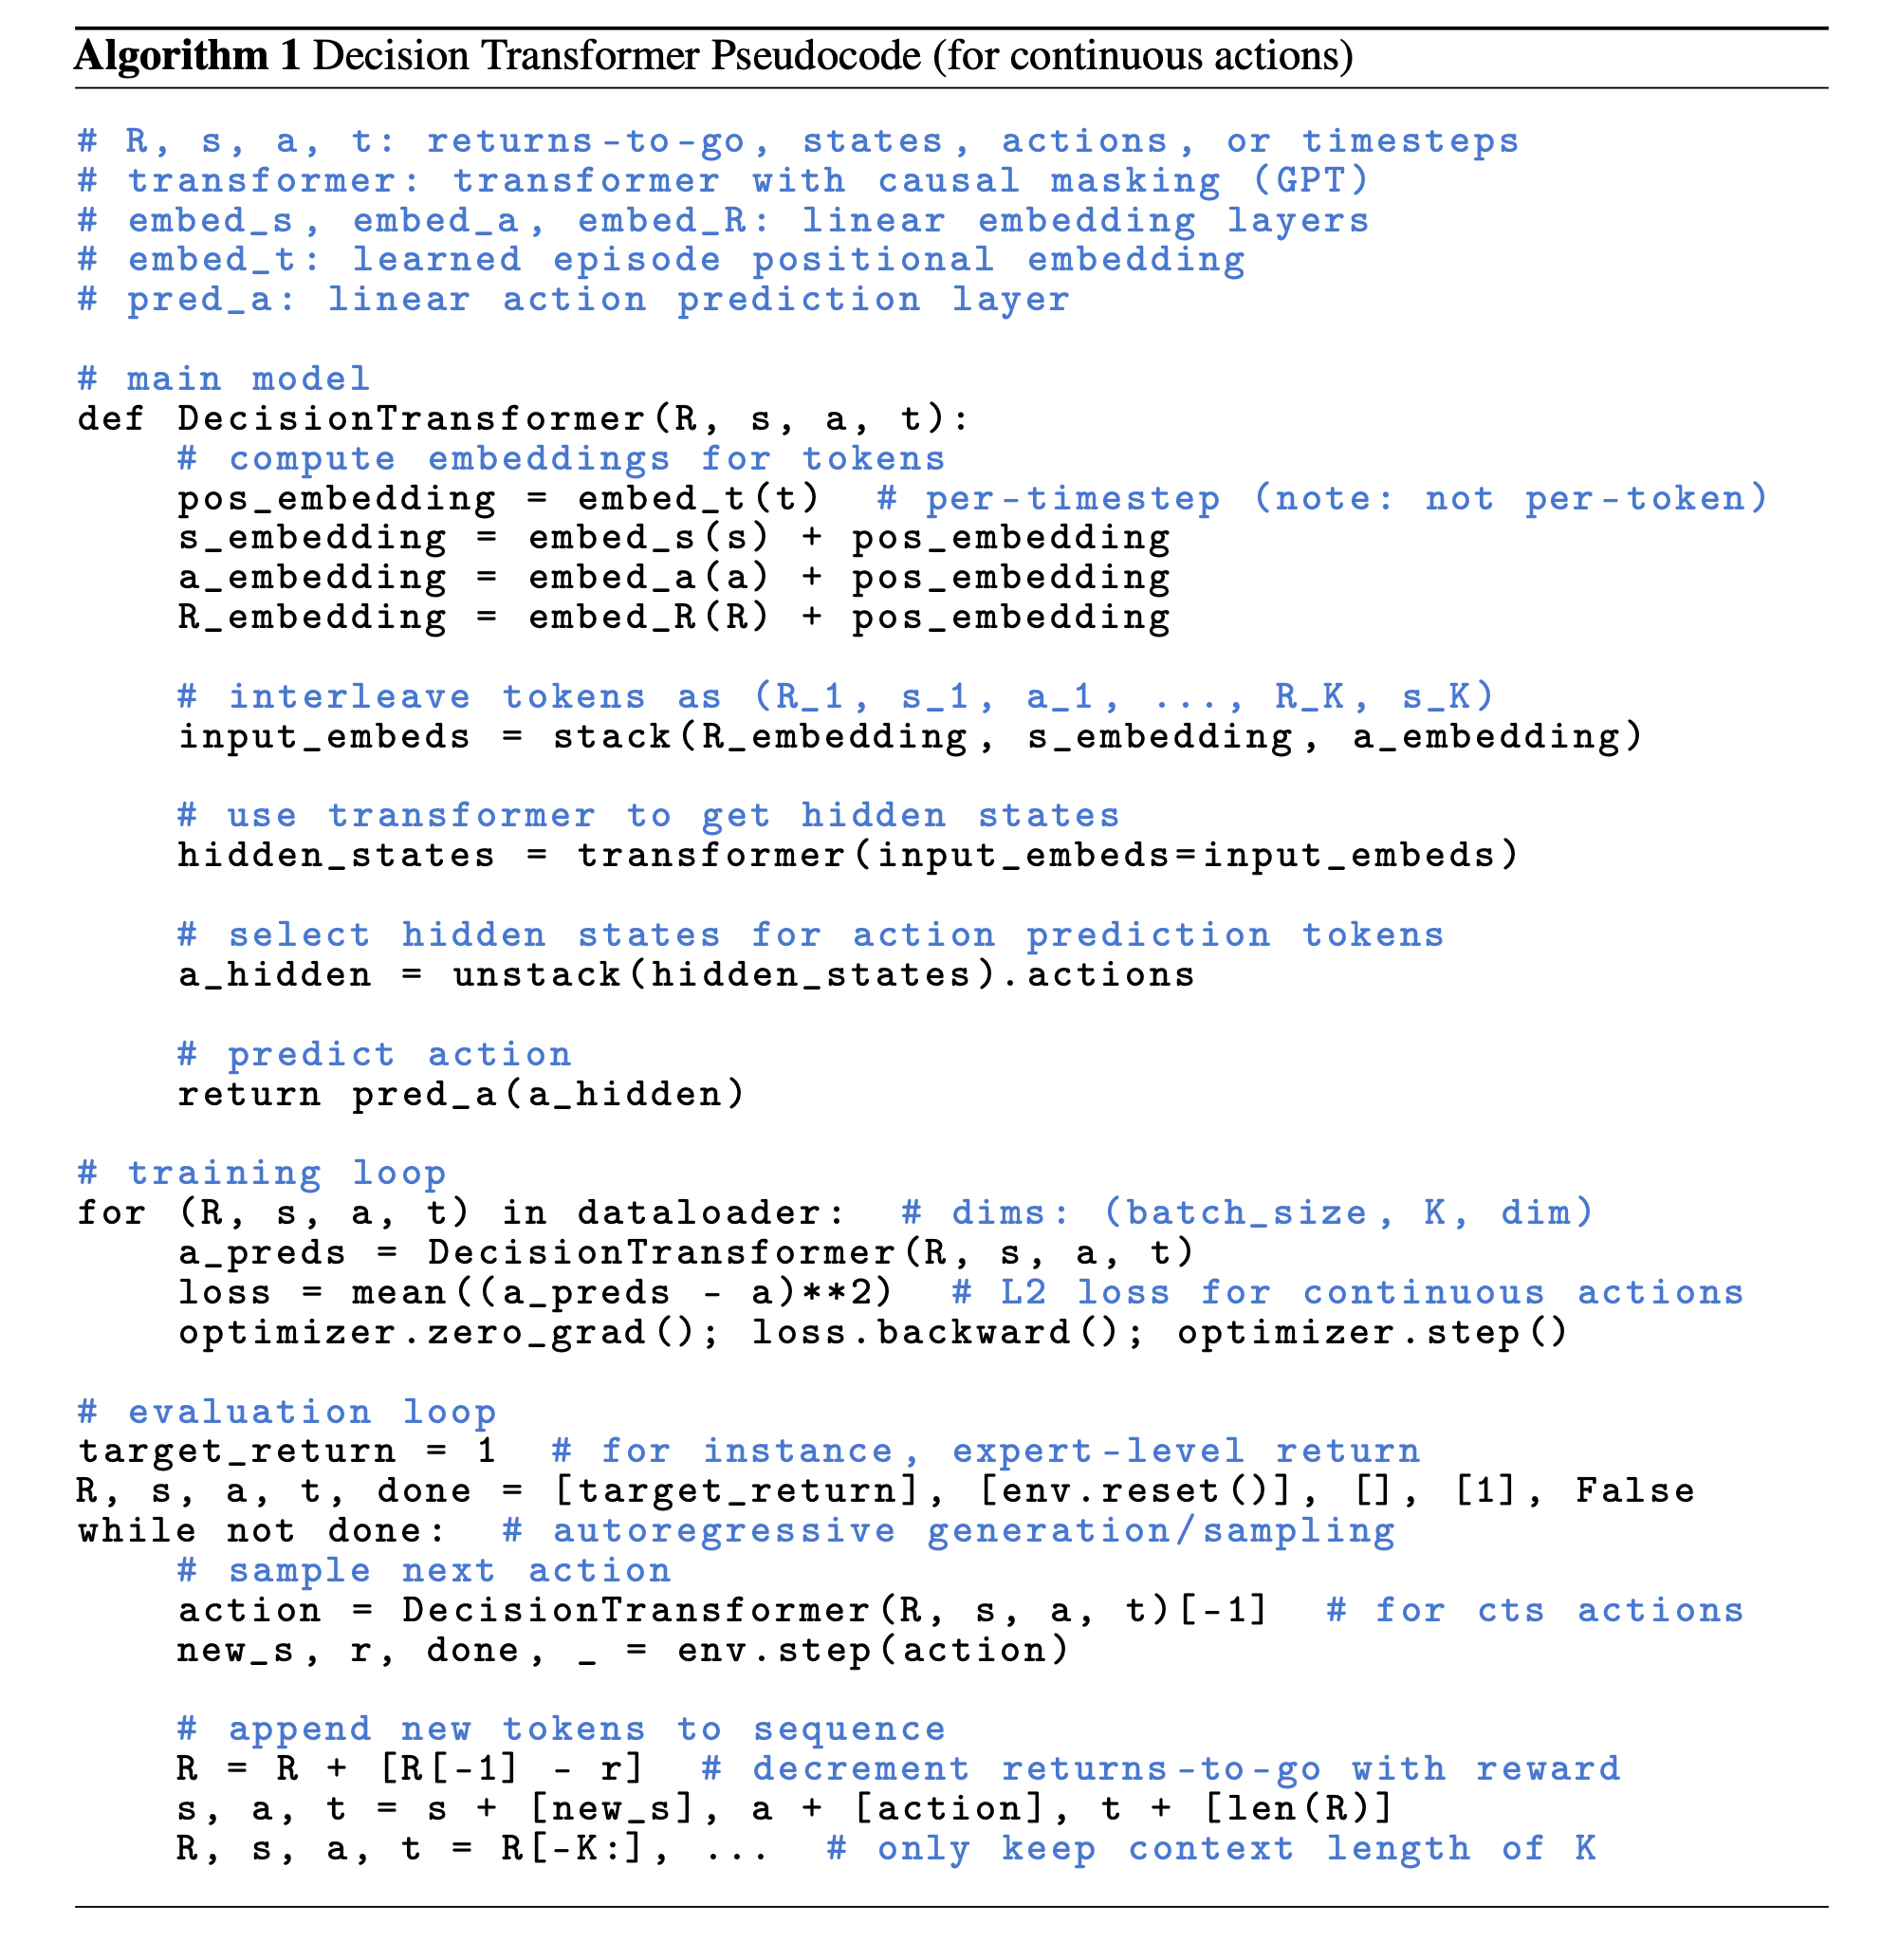 Algorithm 1 Decision Transformer Pseudocode (for continuous actions)
# R, s, a, t: returns-to-go, states, actions, or timesteps
# transformer: transformer with causal masking (GPT)
# embed_s, embed_a, embed_R: linear embedding layers
# embed_t: learned episode positional embedding
# pred_a: linear action prediction layer
# main model
def DecisionTransformer(R, s, a, t):
    # compute embeddings for tokens
    pos_embedding = embed_t(t)  # per-timestep (note: not per-token)
    s_embedding = embed_s(s) + pos_embedding
    a_embedding = embed_a(a) + pos_embedding
    R_embedding = embed_R(R) + pos_embedding
    # interleave tokens as (R_1, s_1, a_1, ..., R_K, s_K)
    input_embeds = stack(R_embedding, s_embedding, a_embedding)
    # use transformer to get hidden states
    hidden_states = transformer(input_embeds=input_embeds)
    # select hidden states for action prediction tokens
    a_hidden = unstack(hidden_states).actions
    # predict action
    return pred_a(a_hidden)
# training loop
for (R, s, a, t) in dataloader:  # dims: (batch_size, K, dim)
    a_preds = DecisionTransformer(R, s, a, t)
    loss = mean((a_preds - a)**2)  # L2 loss for continuous actions
    optimizer.zero_grad(); loss.backward(); optimizer.step()
# evaluation loop
target_return = 1  # for instance, expert-level return
R, s, a, t, done = [target_return], [env.reset()], [], [1], False
while not done:  # autoregressive generation/sampling
    # sample next action
    action = DecisionTransformer(R, s, a, t)[-1]  # for cts actions
    new_s, r, done, _ = env.step(action)
    # append new tokens to sequence
    R = R + [R[-1] - r]  # decrement returns-to-go with reward
    s, a, t = s + [new_s], a + [action], t + [len(R)]
    R, s, a, t = R[-K:], ...  # only keep context length of K